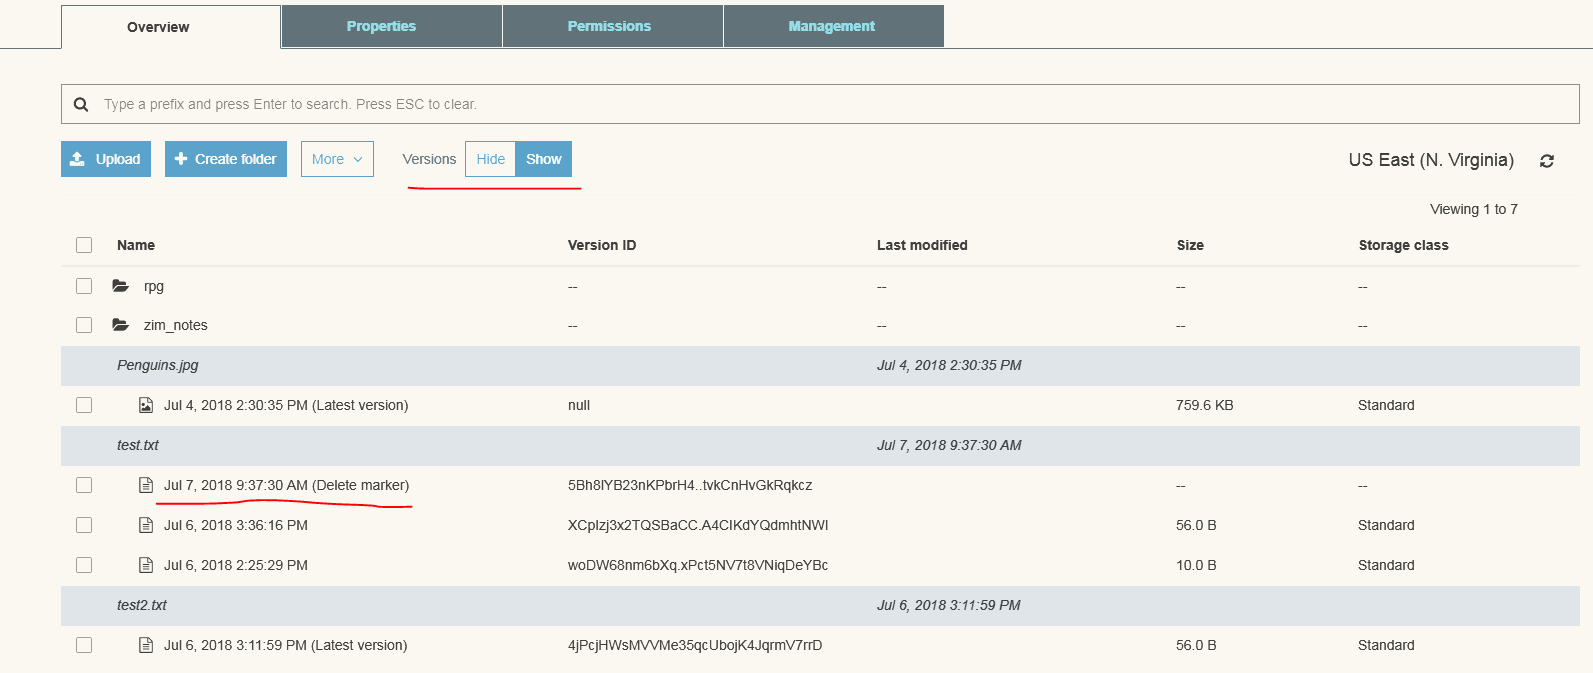 Overview Properties Permissions Management
Type a prefix and press Enter to search. Press ESC to clear.
Upload Create folder More Versions Hide Show US East (N. Virginia)
Viewing 1 to 7
Name Version ID Last modified Size Storage class
rpg -- -- -- --
zim_notes -- -- -- --
Penguins.jpg Jul 4, 2018 2:30:35 PM
Jul 4, 2018 2:30:35 PM (Latest version) null 759.6 KB Standard
test.txt Jul 7, 2018 9:37:30 AM
Jul 7, 2018 9:37:30 AM (Delete marker) 5Bh8lYB23nKPbrH4..tvkCnHvGkRqkcz -- --
Jul 6, 2018 3:36:16 PM XCpIzj3x2TQSBaCC.A4CIKdYQdmhtNWl 56.0 B Standard
Jul 6, 2018 2:25:29 PM woDW68nm6bXq.xPct5NV7t8VNiqDeYBc 10.0 B Standard
test2.txt Jul 6, 2018 3:11:59 PM
Jul 6, 2018 3:11:59 PM (Latest version) 4jPcjHWsMVVMe35qcUbojK4JqrmV7rrD 56.0 B Standard